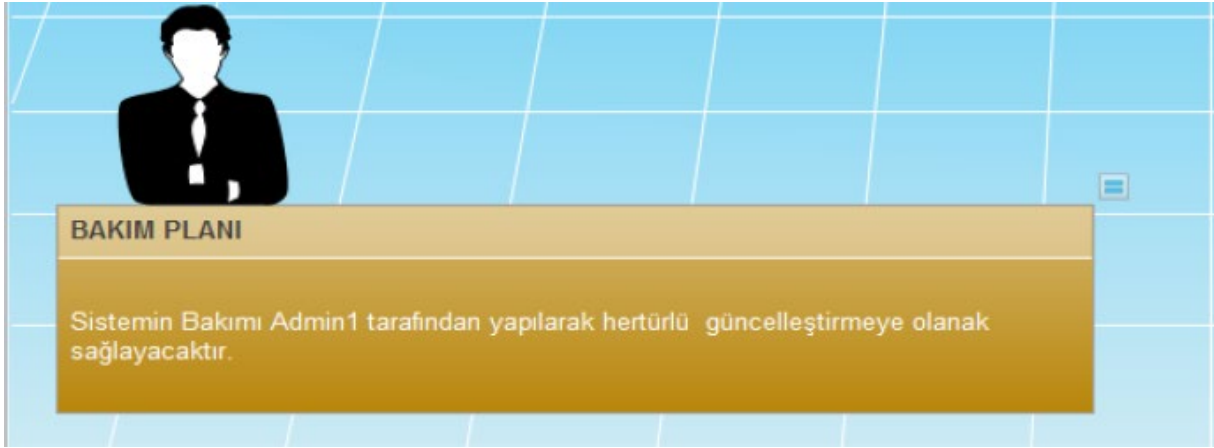 BAKIM PLANI
Sistemin Bakımı Admin1 tarafından yapılarak hertürlü  güncelleştirmeye olanak
sağlayacaktır.